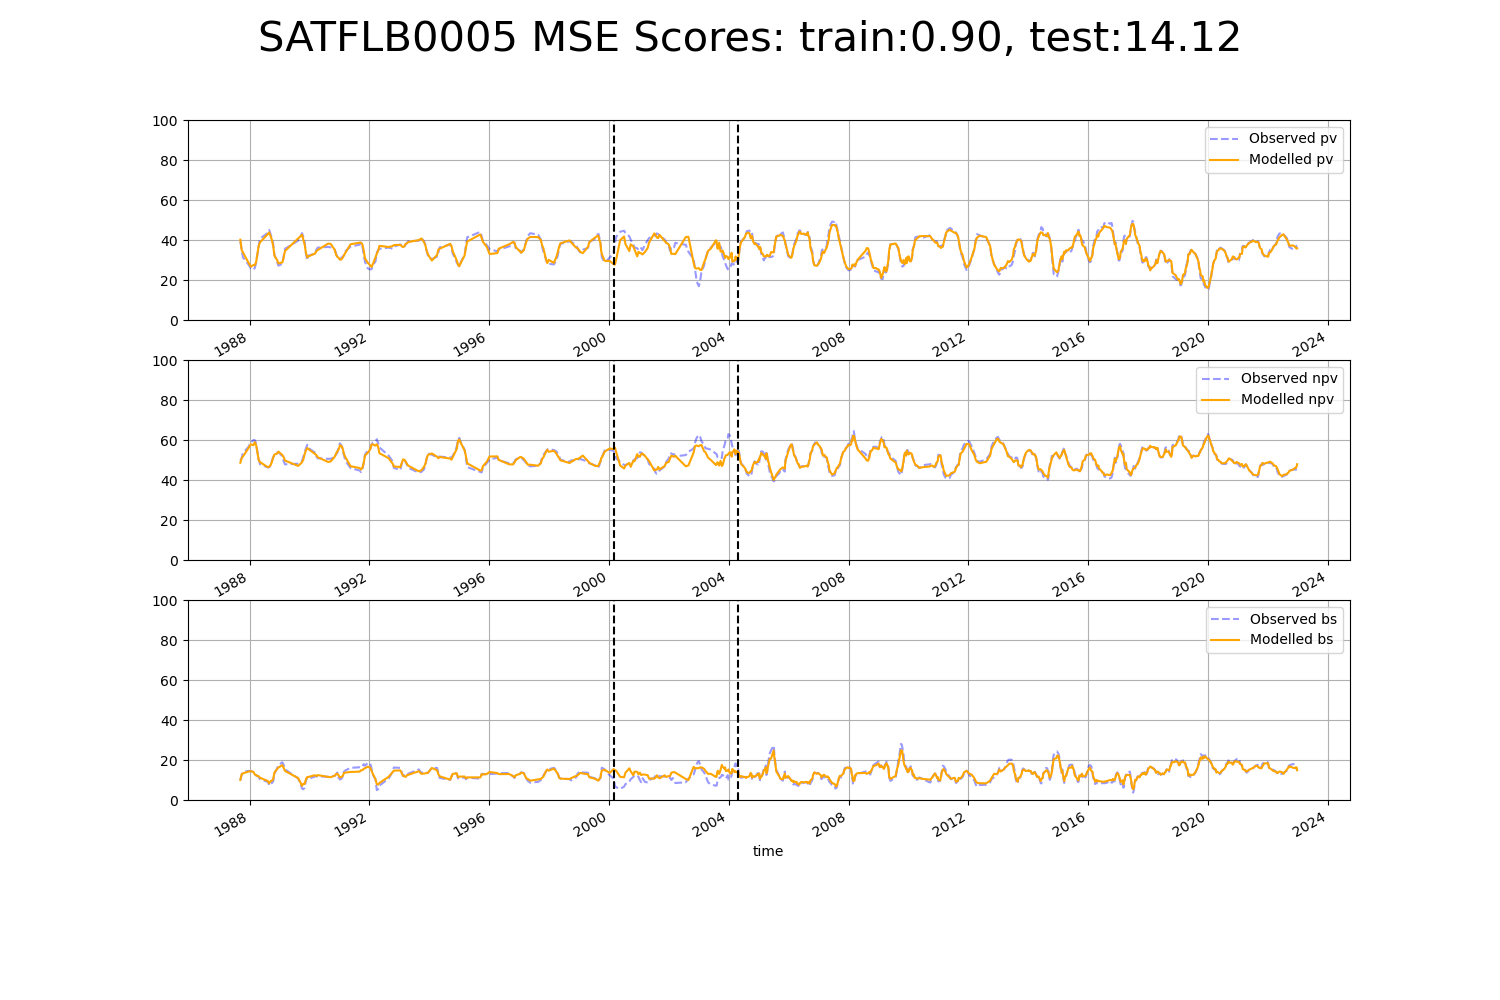 SATFLB0005 MSE Scores: train:0.90, test:14.12
100
80
60
40
20
0
Observed pv
Modelled pv
1988 1992 1996 2000 2004 2008 2012 2016 2020 2024
100
80
60
40
20
0
Observed npv
Modelled npv
1988 1992 1996 2000 2004 2008 2012 2016 2020 2024
100
80
60
40
20
0
Observed bs
Modelled bs
1988 1992 1996 2000 2004 2008 2012 2016 2020 2024
time